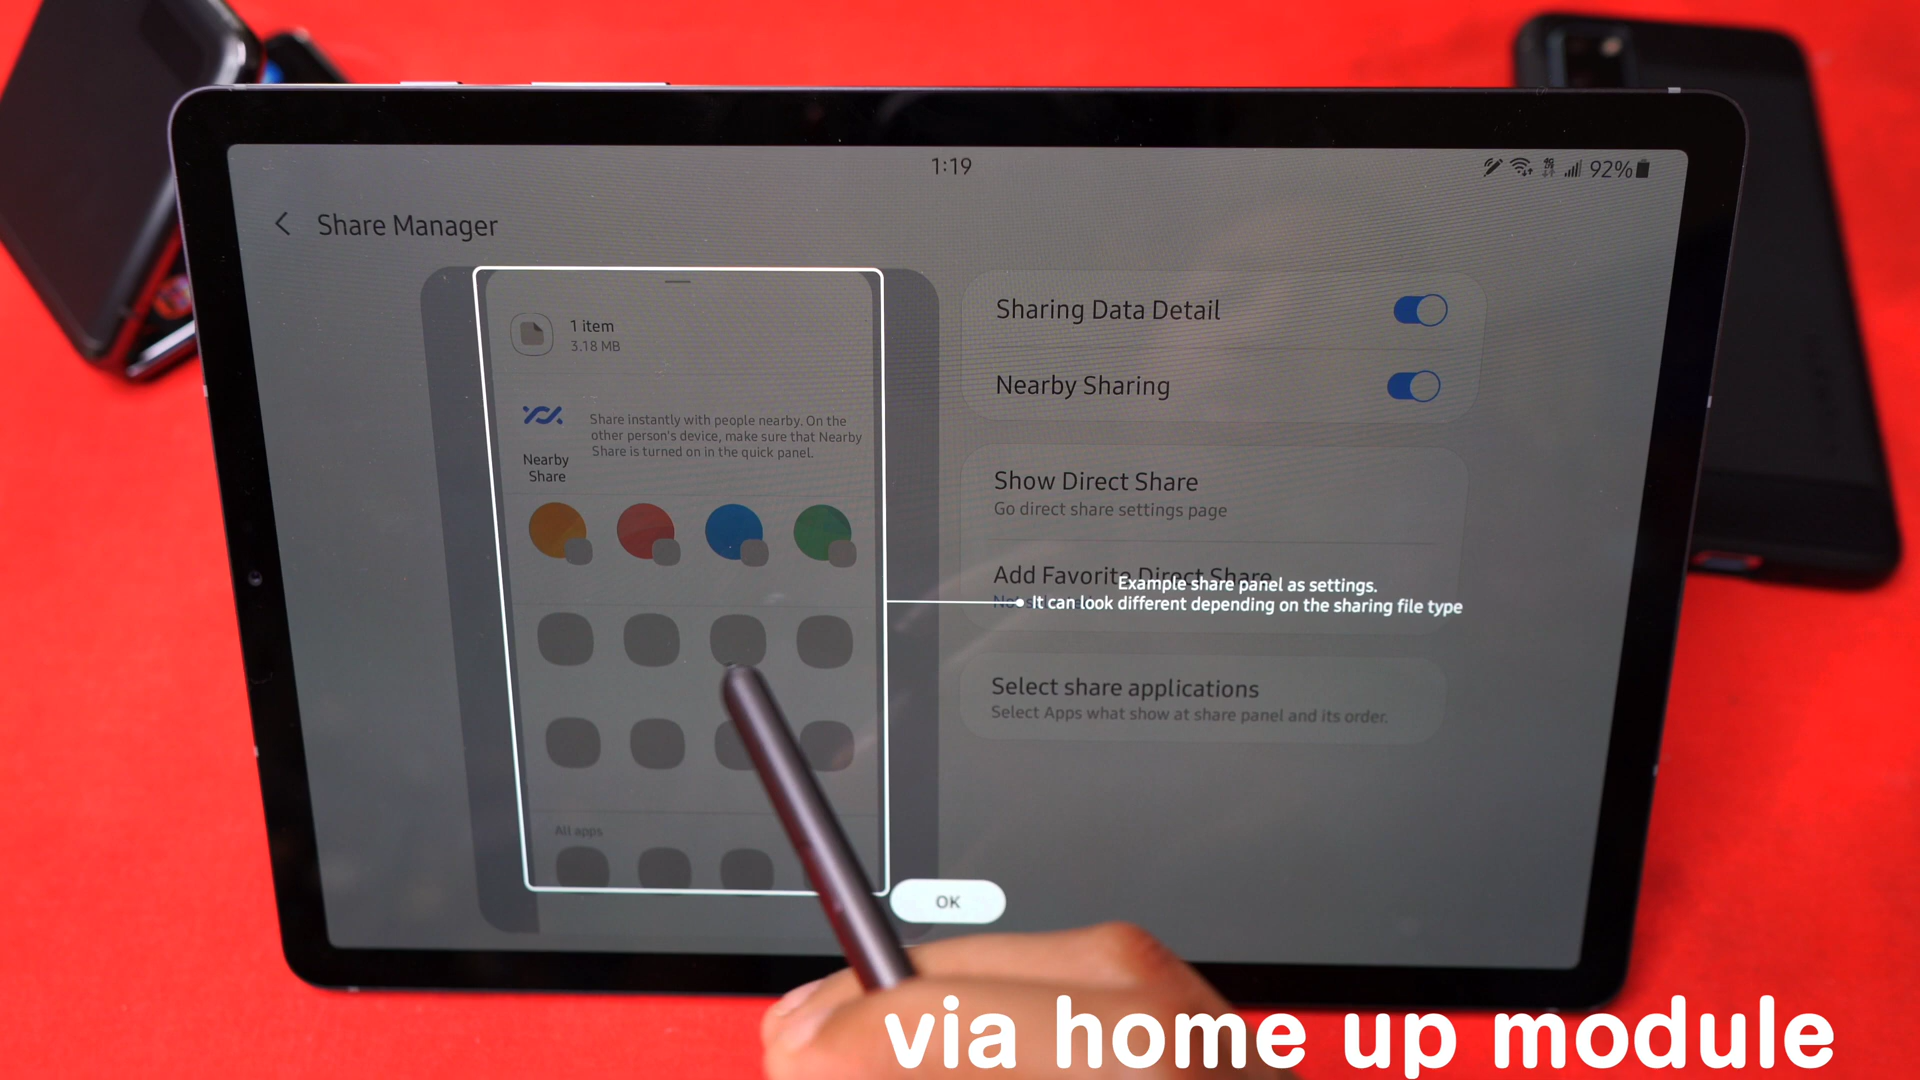 1:19
92%
Share Manager
1 item
3.18 MB
Nearby
Share
Share instantly with people nearby. On the
other person's device, make sure that Nearby
Share is turned on in the quick panel.
All apps
Sharing Data Detail
Nearby Sharing
Show Direct Share
Go direct share settings page
Add Favorite Direct Share
Example share panel as settings.
It can look different depending on the sharing file type
Select share applications
Select Apps what show at share panel and its order.
OK
via home up module